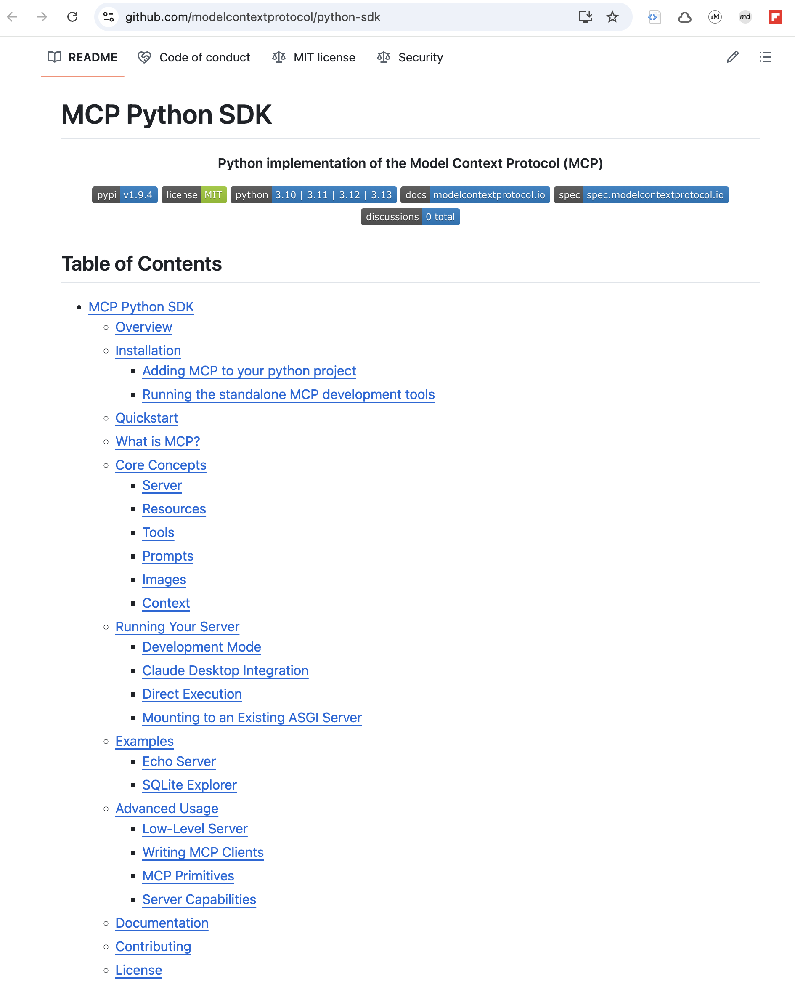 github.com/modelcontextprotocol/python-sdk
rM
md
README
Code of conduct
MIT license
Security
MCP Python SDK
Python implementation of the Model Context Protocol (MCP)
pypi v1.9.4 license MIT python 3.10 | 3.11 | 3.12 | 3.13 docs modelcontextprotocol.io spec spec.modelcontextprotocol.io
discussions 0 total
Table of Contents
MCP Python SDK
Overview
Installation
Adding MCP to your python project
Running the standalone MCP development tools
Quickstart
What is MCP?
Core Concepts
Server
Resources
Tools
Prompts
Images
Context
Running Your Server
Development Mode
Claude Desktop Integration
Direct Execution
Mounting to an Existing ASGI Server
Examples
Echo Server
SQLite Explorer
Advanced Usage
Low-Level Server
Writing MCP Clients
MCP Primitives
Server Capabilities
Documentation
Contributing
License